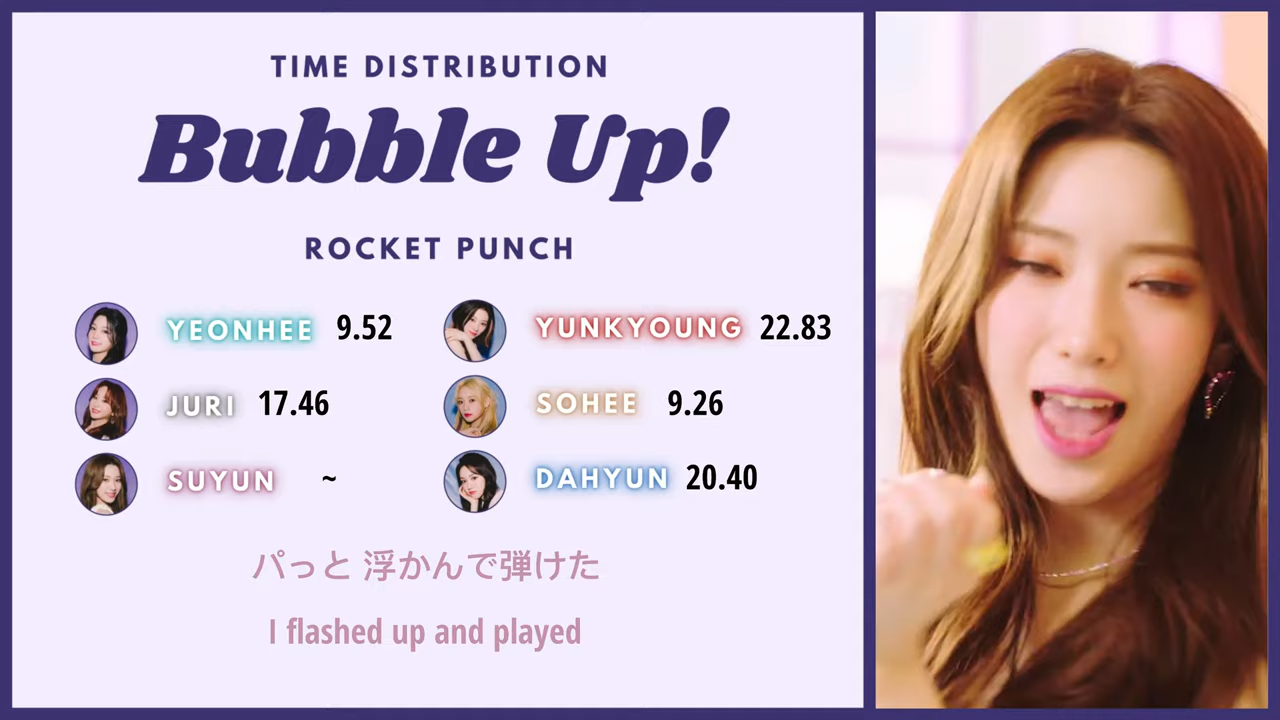 TIME DISTRIBUTION
Bubble Up!
ROCKET PUNCH
YEONHEE 9.52
YUNKYOUNG 22.83
JURI 17.46
SOHEE 9.26
SUYUN ~
DAHYUN 20.40
パっと 浮かんで弾けた
I flashed up and played